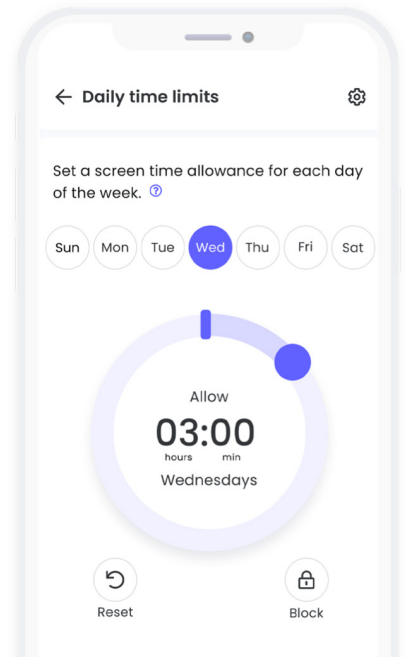 Daily time limits
Set a screen time allowance for each day
of the week. ?
Sun Mon Tue Wed Thu Fri Sat
Allow
03:00
hours min
Wednesdays
Reset Block